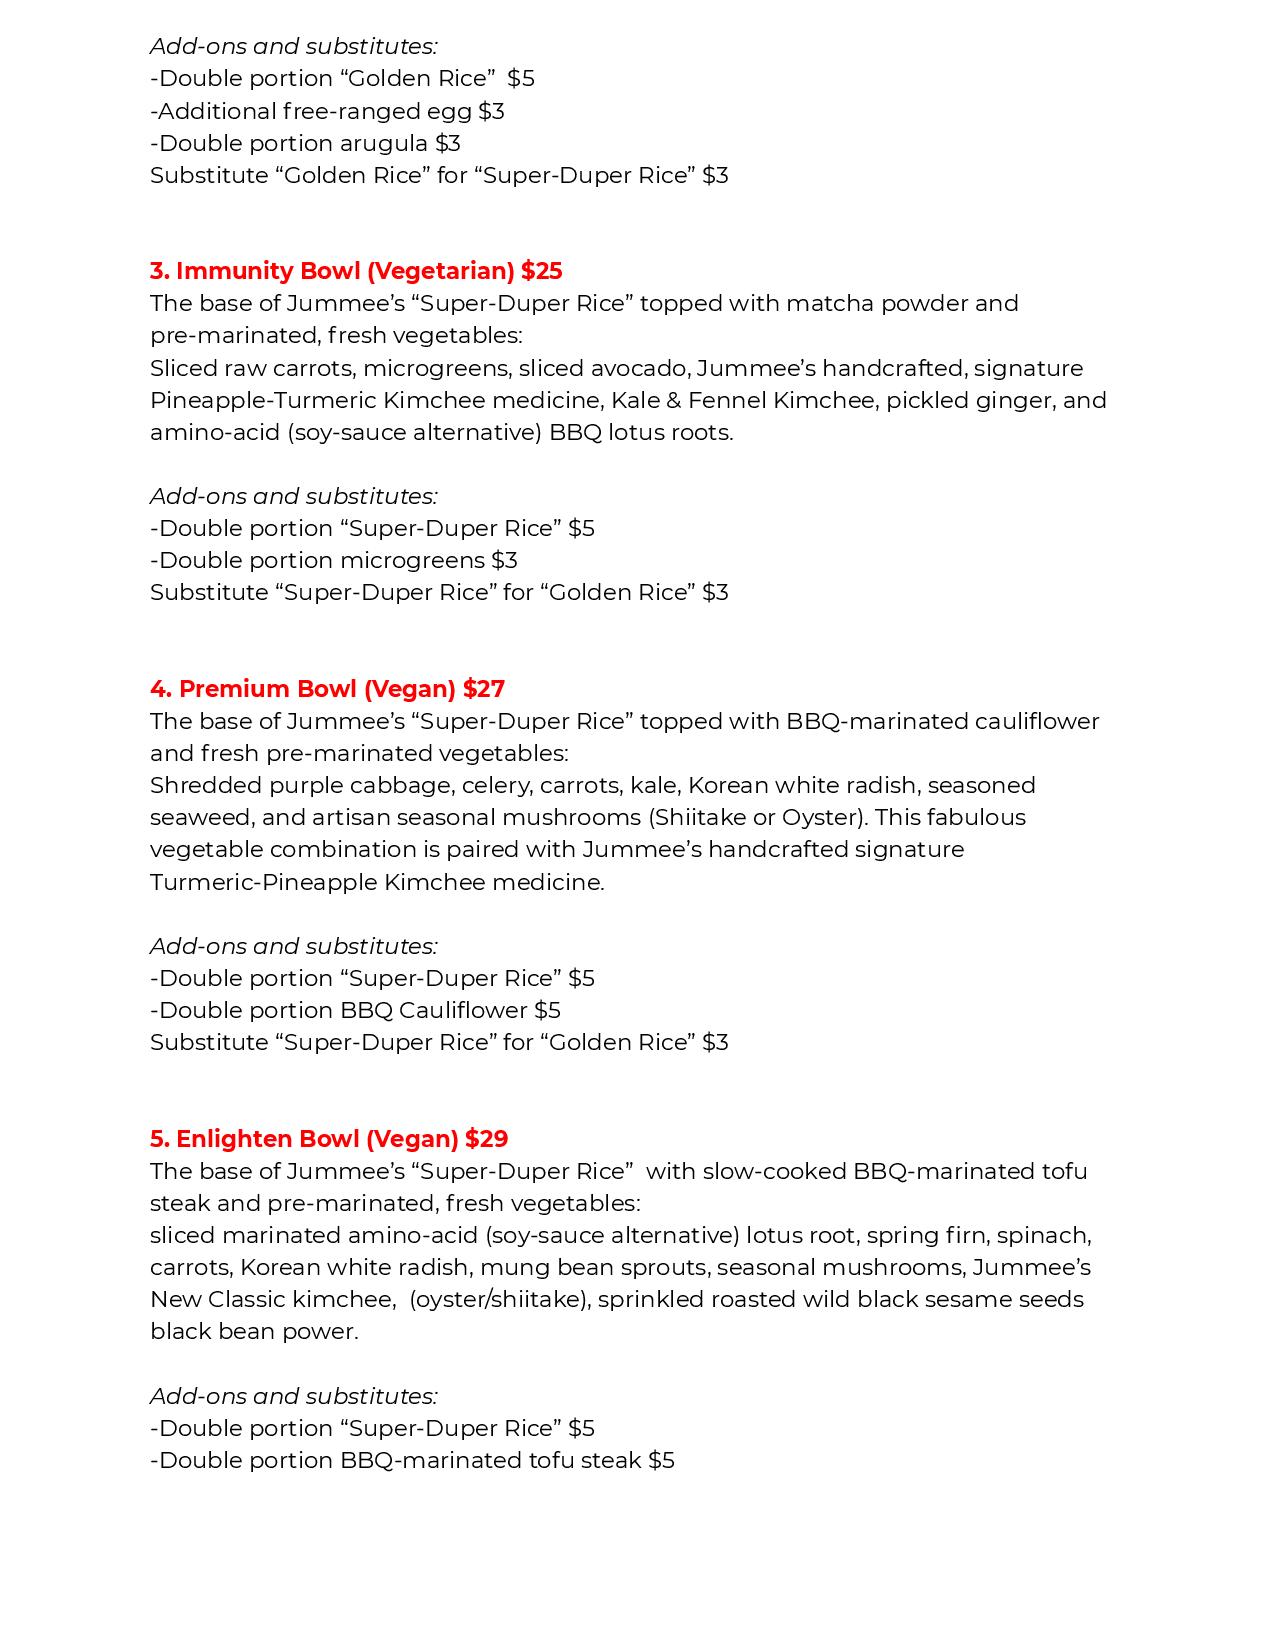 Add-ons and substitutes:
-Double portion “Golden Rice”  $5
-Additional free-ranged egg $3
-Double portion arugula $3
Substitute “Golden Rice” for “Super-Duper Rice” $3
3. Immunity Bowl (Vegetarian) $25
The base of Jummee’s “Super-Duper Rice” topped with matcha powder and
pre-marinated, fresh vegetables:
Sliced raw carrots, microgreens, sliced avocado, Jummee’s handcrafted, signature
Pineapple-Turmeric Kimchee medicine, Kale & Fennel Kimchee, pickled ginger, and
amino-acid (soy-sauce alternative) BBQ lotus roots.
Add-ons and substitutes:
-Double portion “Super-Duper Rice” $5
-Double portion microgreens $3
Substitute “Super-Duper Rice” for “Golden Rice” $3
4. Premium Bowl (Vegan) $27
The base of Jummee’s “Super-Duper Rice” topped with BBQ-marinated cauliflower
and fresh pre-marinated vegetables:
Shredded purple cabbage, celery, carrots, kale, Korean white radish, seasoned
seaweed, and artisan seasonal mushrooms (Shiitake or Oyster). This fabulous
vegetable combination is paired with Jummee’s handcrafted signature
Turmeric-Pineapple Kimchee medicine.
Add-ons and substitutes:
-Double portion “Super-Duper Rice” $5
-Double portion BBQ Cauliflower $5
Substitute “Super-Duper Rice” for “Golden Rice” $3
5. Enlighten Bowl (Vegan) $29
The base of Jummee’s “Super-Duper Rice”  with slow-cooked BBQ-marinated tofu
steak and pre-marinated, fresh vegetables:
sliced marinated amino-acid (soy-sauce alternative) lotus root, spring firn, spinach,
carrots, Korean white radish, mung bean sprouts, seasonal mushrooms, Jummee’s
New Classic kimchee,  (oyster/shiitake), sprinkled roasted wild black sesame seeds
black bean power.
Add-ons and substitutes:
-Double portion “Super-Duper Rice” $5
-Double portion BBQ-marinated tofu steak $5